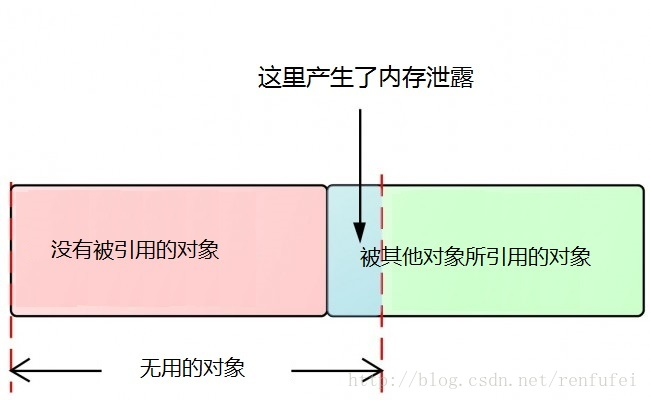 这里产生了内存泄露
没有被引用的对象
被其他对象所引用的对象
无用的对象
http://blog.csdn.net/renfufei